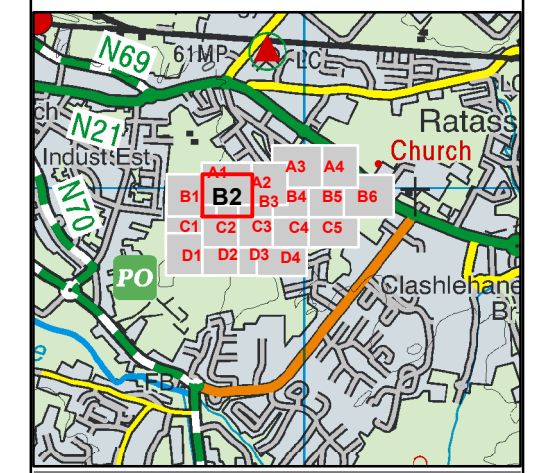 N69
61MP
LC
LC
N21
Ratass
Church
ch
Indust Est
N70
A1
A2
A3
A4
B1
B2
B3
B4
B5
B6
C1
C2
C3
C4
C5
D1
D2
D3
D4
PO
Clashlehane
Br
FB
e